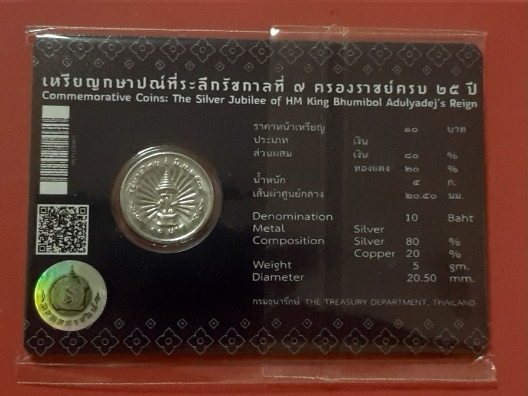 เหรียญกษาปณ์ที่ระลึกรัชกาลที่ ๗ ครองราชย์ครบ ๒๕ ปี
Commemorative Coins: The Silver Jubilee of HM King Bhumibol Adulyadej's Reign
ราคาหน้าเหรียญ ๑๐ บาท
ประเภท เงิน
ส่วนผสม เงิน ๘๐ %
ทองแดง ๒๐ %
น้ำหนัก ๕ ก.
เส้นผ่าศูนย์กลาง ๒๐.๕๐ มม.
Denomination 10 Baht
Metal Silver
Composition Silver 80 %
Copper 20 %
Weight 5 gm.
Diameter 20.50 mm.
กรมธนารักษ์ THE TREASURY DEPARTMENT, THAILAND